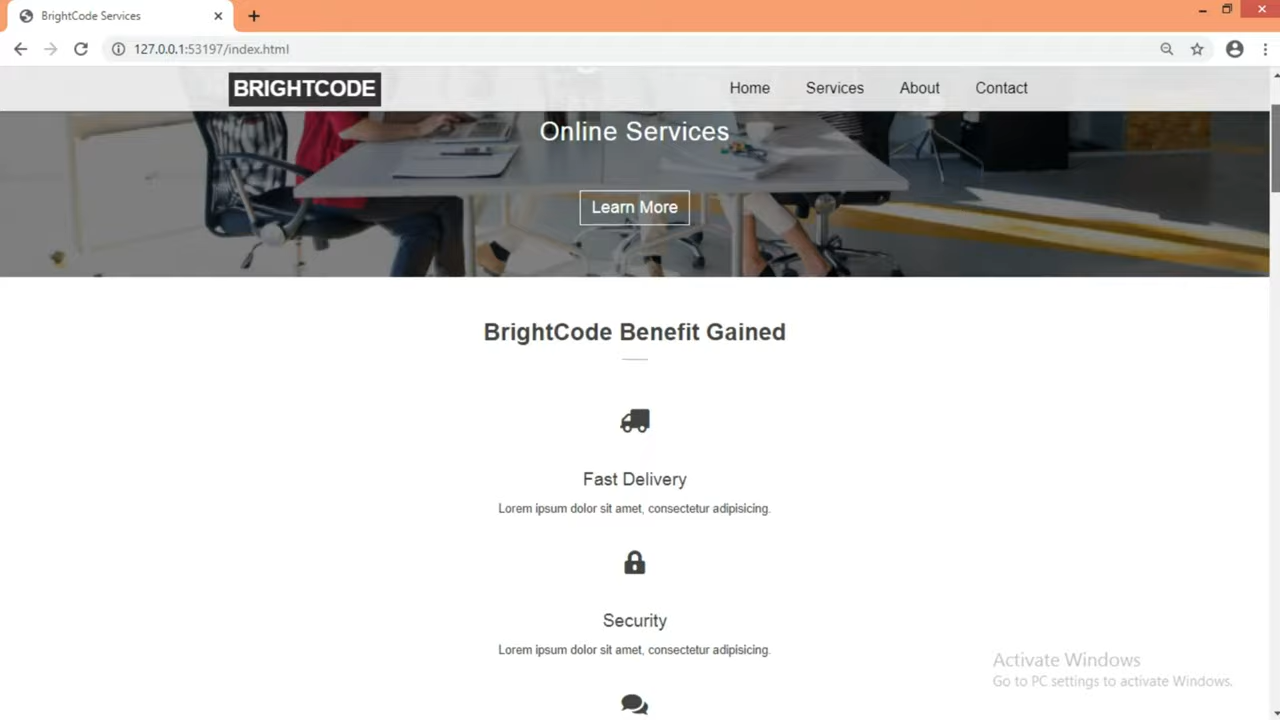 BrightCode Services
127.0.0.1:53197/index.html
BRIGHTCODE
Home Services About Contact
Online Services
Learn More
BrightCode Benefit Gained
Fast Delivery
Lorem ipsum dolor sit amet, consectetur adipisicing.
Security
Lorem ipsum dolor sit amet, consectetur adipisicing.
Activate Windows
Go to PC settings to activate Windows.